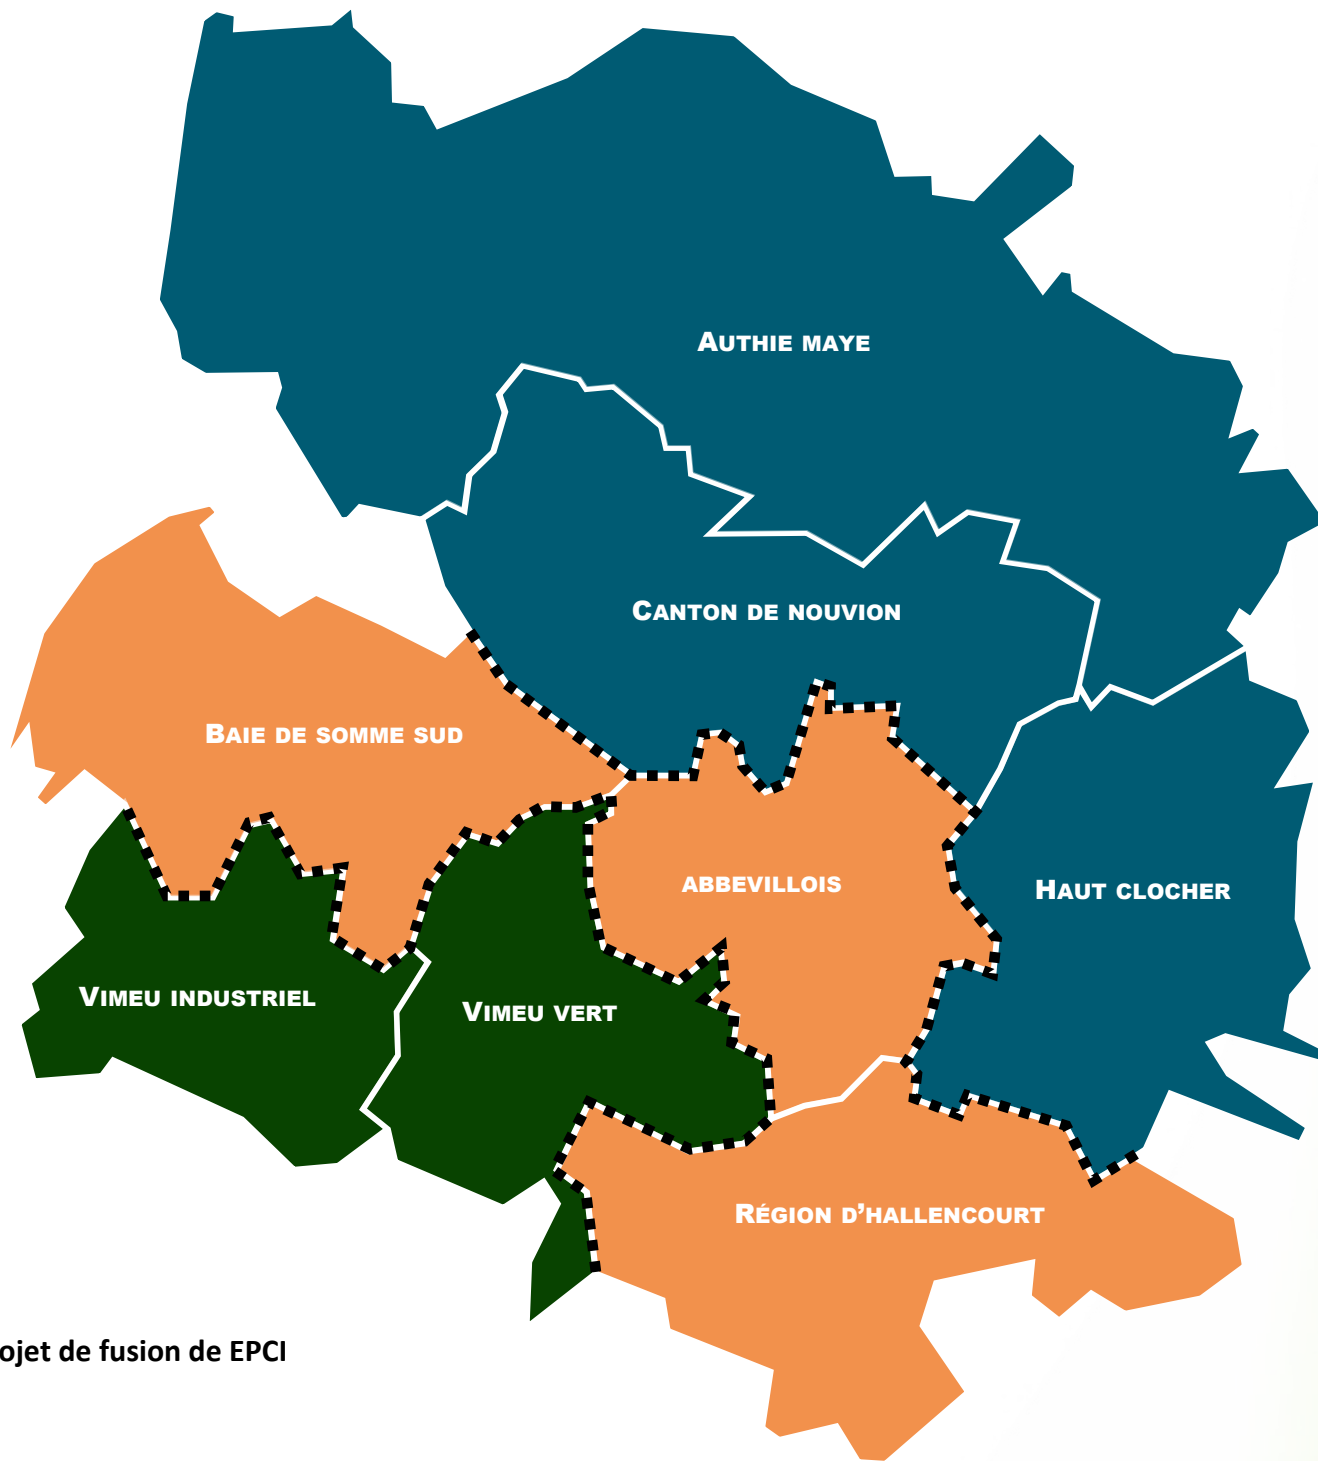 AUTHIE MAYE
CANTON DE NOUVION
BAIE DE SOMME SUD
ABBEVILLOIS
HAUT CLOCHER
VIMEU INDUSTRIEL
VIMEU VERT
RÉGION D'HALLENCOURT
ojet de fusion de EPCI